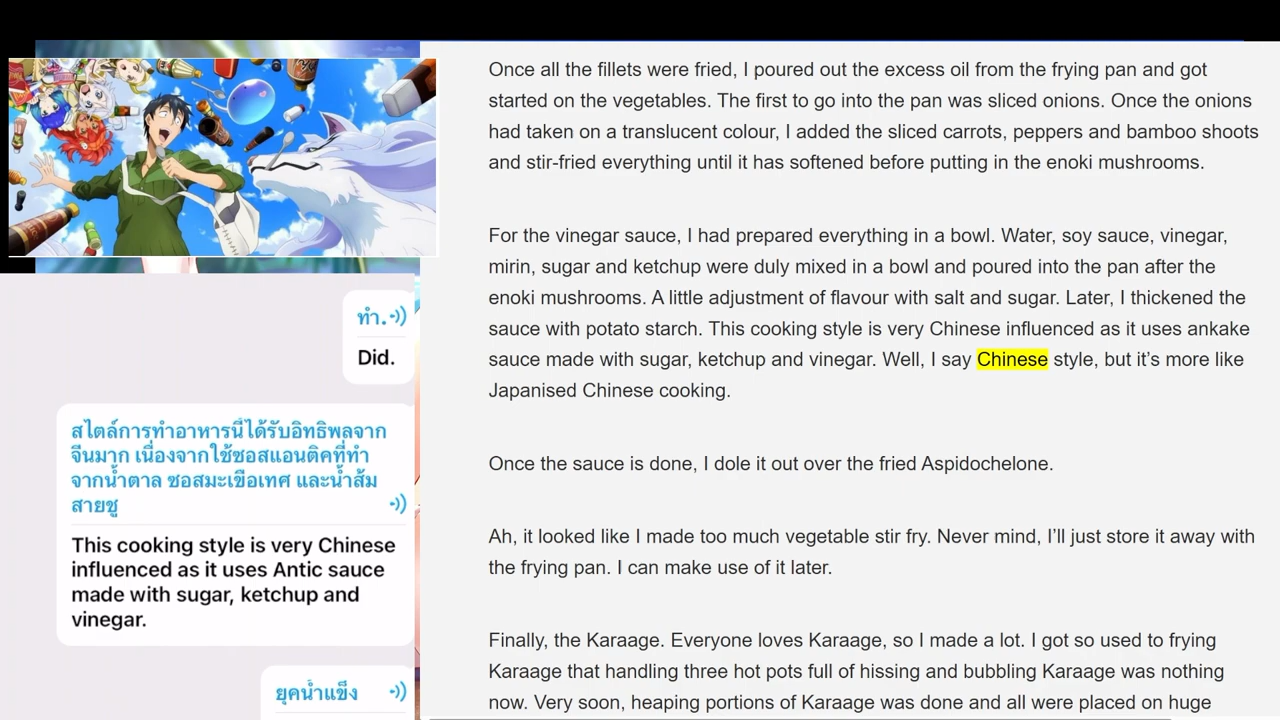 ทำ.
Did.
สไตล์การทำอาหารนี้ได้รับอิทธิพลจาก
จีนมาก เนื่องจากใช้ซอสแอนติคที่ทำ
จากน้ำตาล ซอสมะเขือเทศ และน้ำส้ม
สายชู
This cooking style is very Chinese
influenced as it uses Antic sauce
made with sugar, ketchup and
vinegar.
ยุคน้ำแข็ง
Once all the fillets were fried, I poured out the excess oil from the frying pan and got
started on the vegetables. The first to go into the pan was sliced onions. Once the onions
had taken on a translucent colour, I added the sliced carrots, peppers and bamboo shoots
and stir-fried everything until it has softened before putting in the enoki mushrooms.
For the vinegar sauce, I had prepared everything in a bowl. Water, soy sauce, vinegar,
mirin, sugar and ketchup were duly mixed in a bowl and poured into the pan after the
enoki mushrooms. A little adjustment of flavour with salt and sugar. Later, I thickened the
sauce with potato starch. This cooking style is very Chinese influenced as it uses ankake
sauce made with sugar, ketchup and vinegar. Well, I say Chinese style, but it’s more like
Japanised Chinese cooking.
Once the sauce is done, I dole it out over the fried Aspidochelone.
Ah, it looked like I made too much vegetable stir fry. Never mind, I’ll just store it away with
the frying pan. I can make use of it later.
Finally, the Karaage. Everyone loves Karaage, so I made a lot. I got so used to frying
Karaage that handling three hot pots full of hissing and bubbling Karaage was nothing
now. Very soon, heaping portions of Karaage was done and all were placed on huge